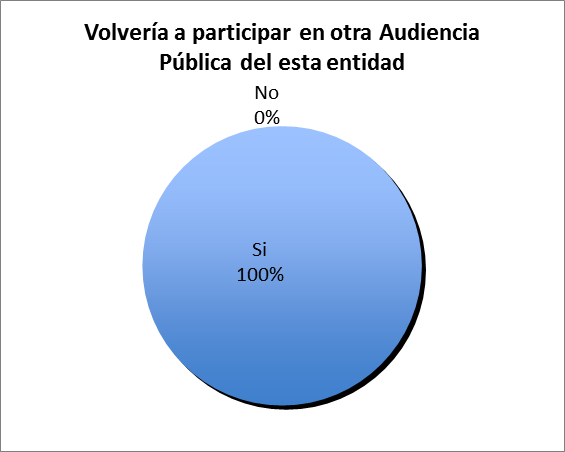 Volvería a participar en otra Audiencia
Pública del esta entidad
No
0%
Si
100%